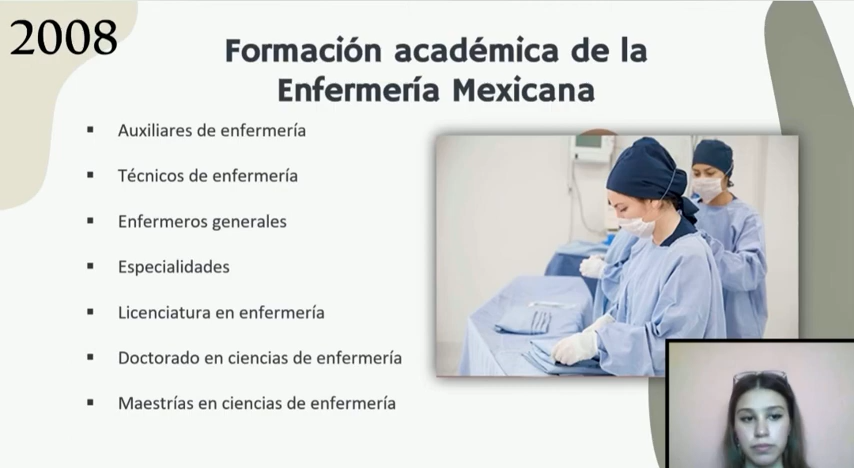 2008
Formación académica de la
Enfermería Mexicana
▪ Auxiliares de enfermería
▪ Técnicos de enfermería
▪ Enfermeros generales
▪ Especialidades
▪ Licenciatura en enfermería
▪ Doctorado en ciencias de enfermería
▪ Maestrías en ciencias de enfermería